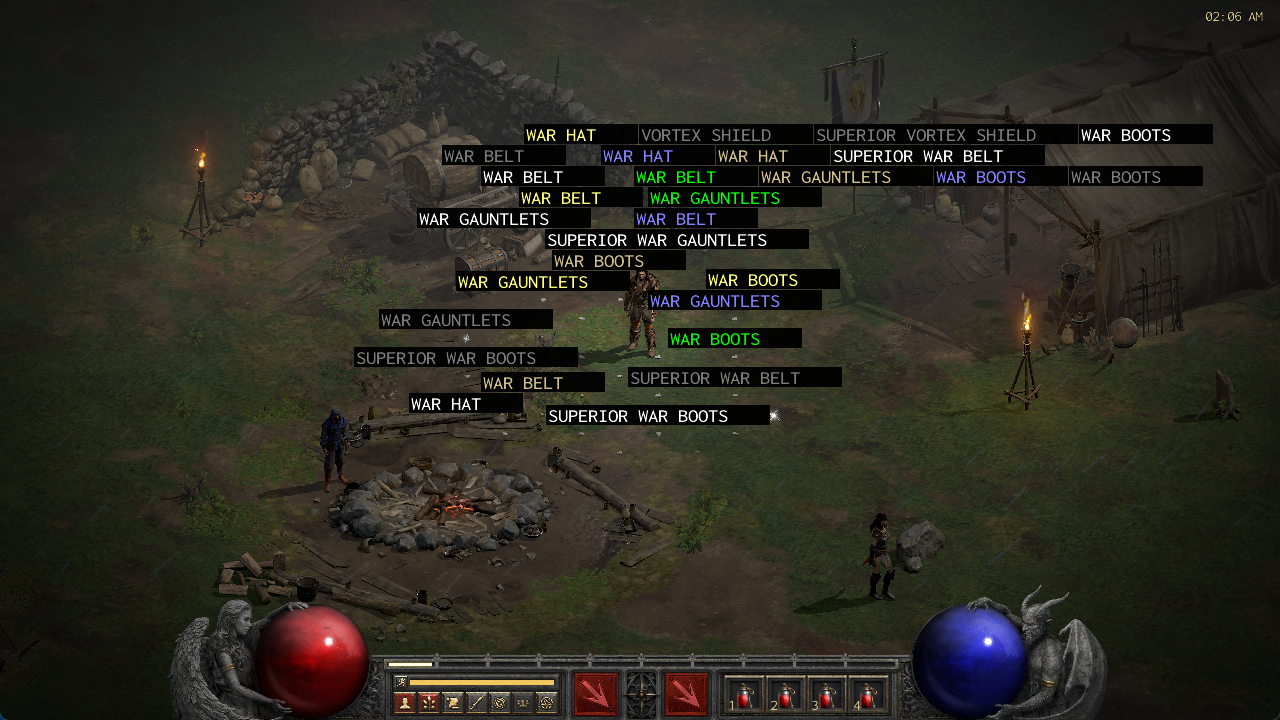 02:06 AM
WAR HAT VORTEX SHIELD SUPERIOR VORTEX SHIELD WAR BOOTS
WAR BELT WAR HAT WAR HAT SUPERIOR WAR BELT
WAR BELT WAR BELT WAR GAUNTLETS WAR BOOTS WAR BOOTS
WAR BELT WAR GAUNTLETS
WAR GAUNTLETS WAR BELT
SUPERIOR WAR GAUNTLETS
WAR BOOTS
WAR GAUNTLETS WAR BOOTS
WAR GAUNTLETS
WAR GAUNTLETS
WAR BOOTS
SUPERIOR WAR BOOTS
WAR BELT SUPERIOR WAR BELT
WAR HAT
SUPERIOR WAR BOOTS
1 2 3 4